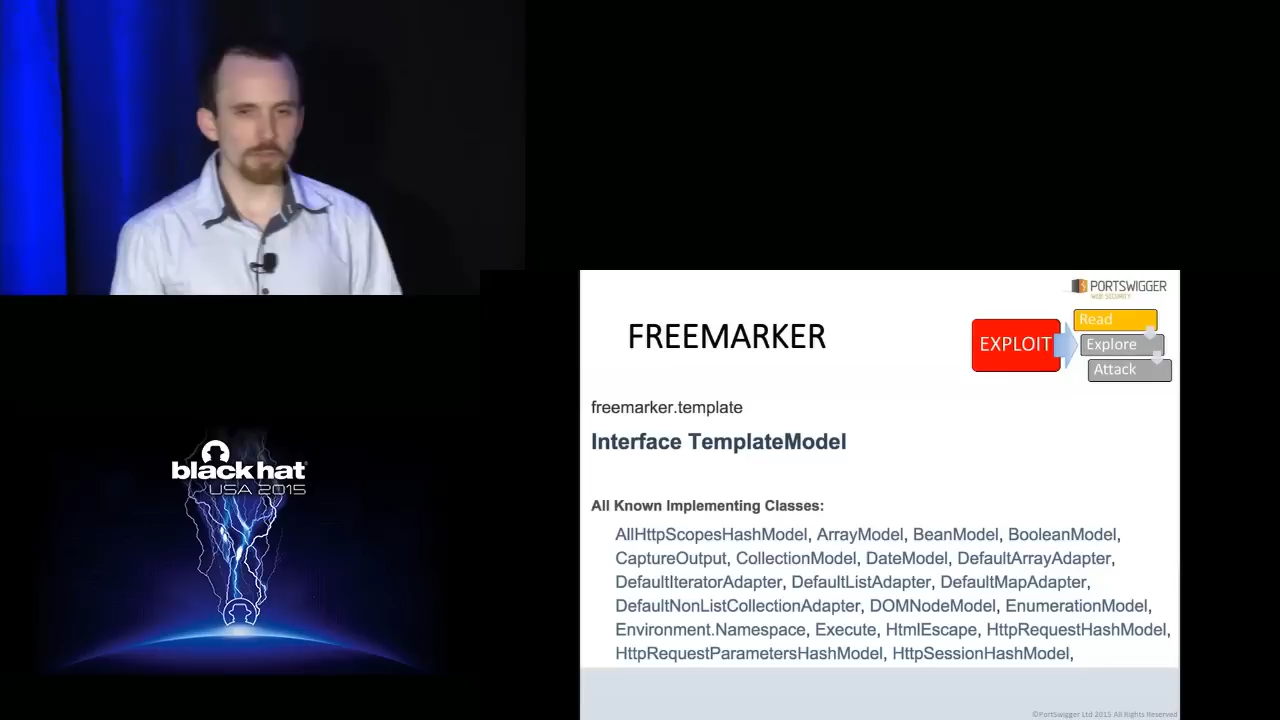 PORTSWIGGER
WEB SECURITY
FREEMARKER
EXPLOIT
Read
Explore
Attack
freemarker.template
Interface TemplateModel
All Known Implementing Classes:
AllHttpScopesHashModel, ArrayModel, BeanModel, BooleanModel,
CaptureOutput, CollectionModel, DateModel, DefaultArrayAdapter,
DefaultIteratorAdapter, DefaultListAdapter, DefaultMapAdapter,
DefaultNonListCollectionAdapter, DOMNodeModel, EnumerationModel,
Environment.Namespace, Execute, HtmlEscape, HttpRequestHashModel,
HttpRequestParametersHashModel, HttpSessionHashModel,
black hat
USA 2015
©PortSwigger Ltd 2015 All Rights Reserved